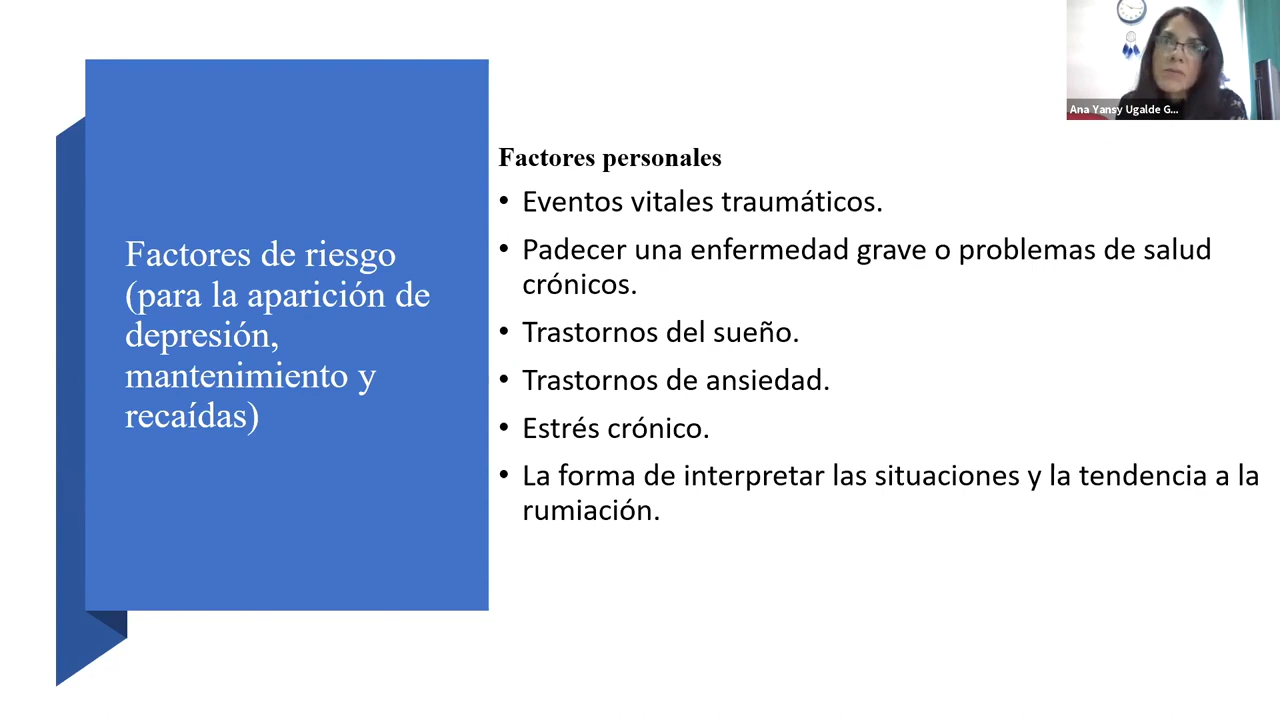 Ana Yansy Ugalde G...
Factores de riesgo
(para la aparición de
depresión,
mantenimiento y
recaídas)
Factores personales
• Eventos vitales traumáticos.
• Padecer una enfermedad grave o problemas de salud
crónicos.
• Trastornos del sueño.
• Trastornos de ansiedad.
• Estrés crónico.
• La forma de interpretar las situaciones y la tendencia a la
rumiación.